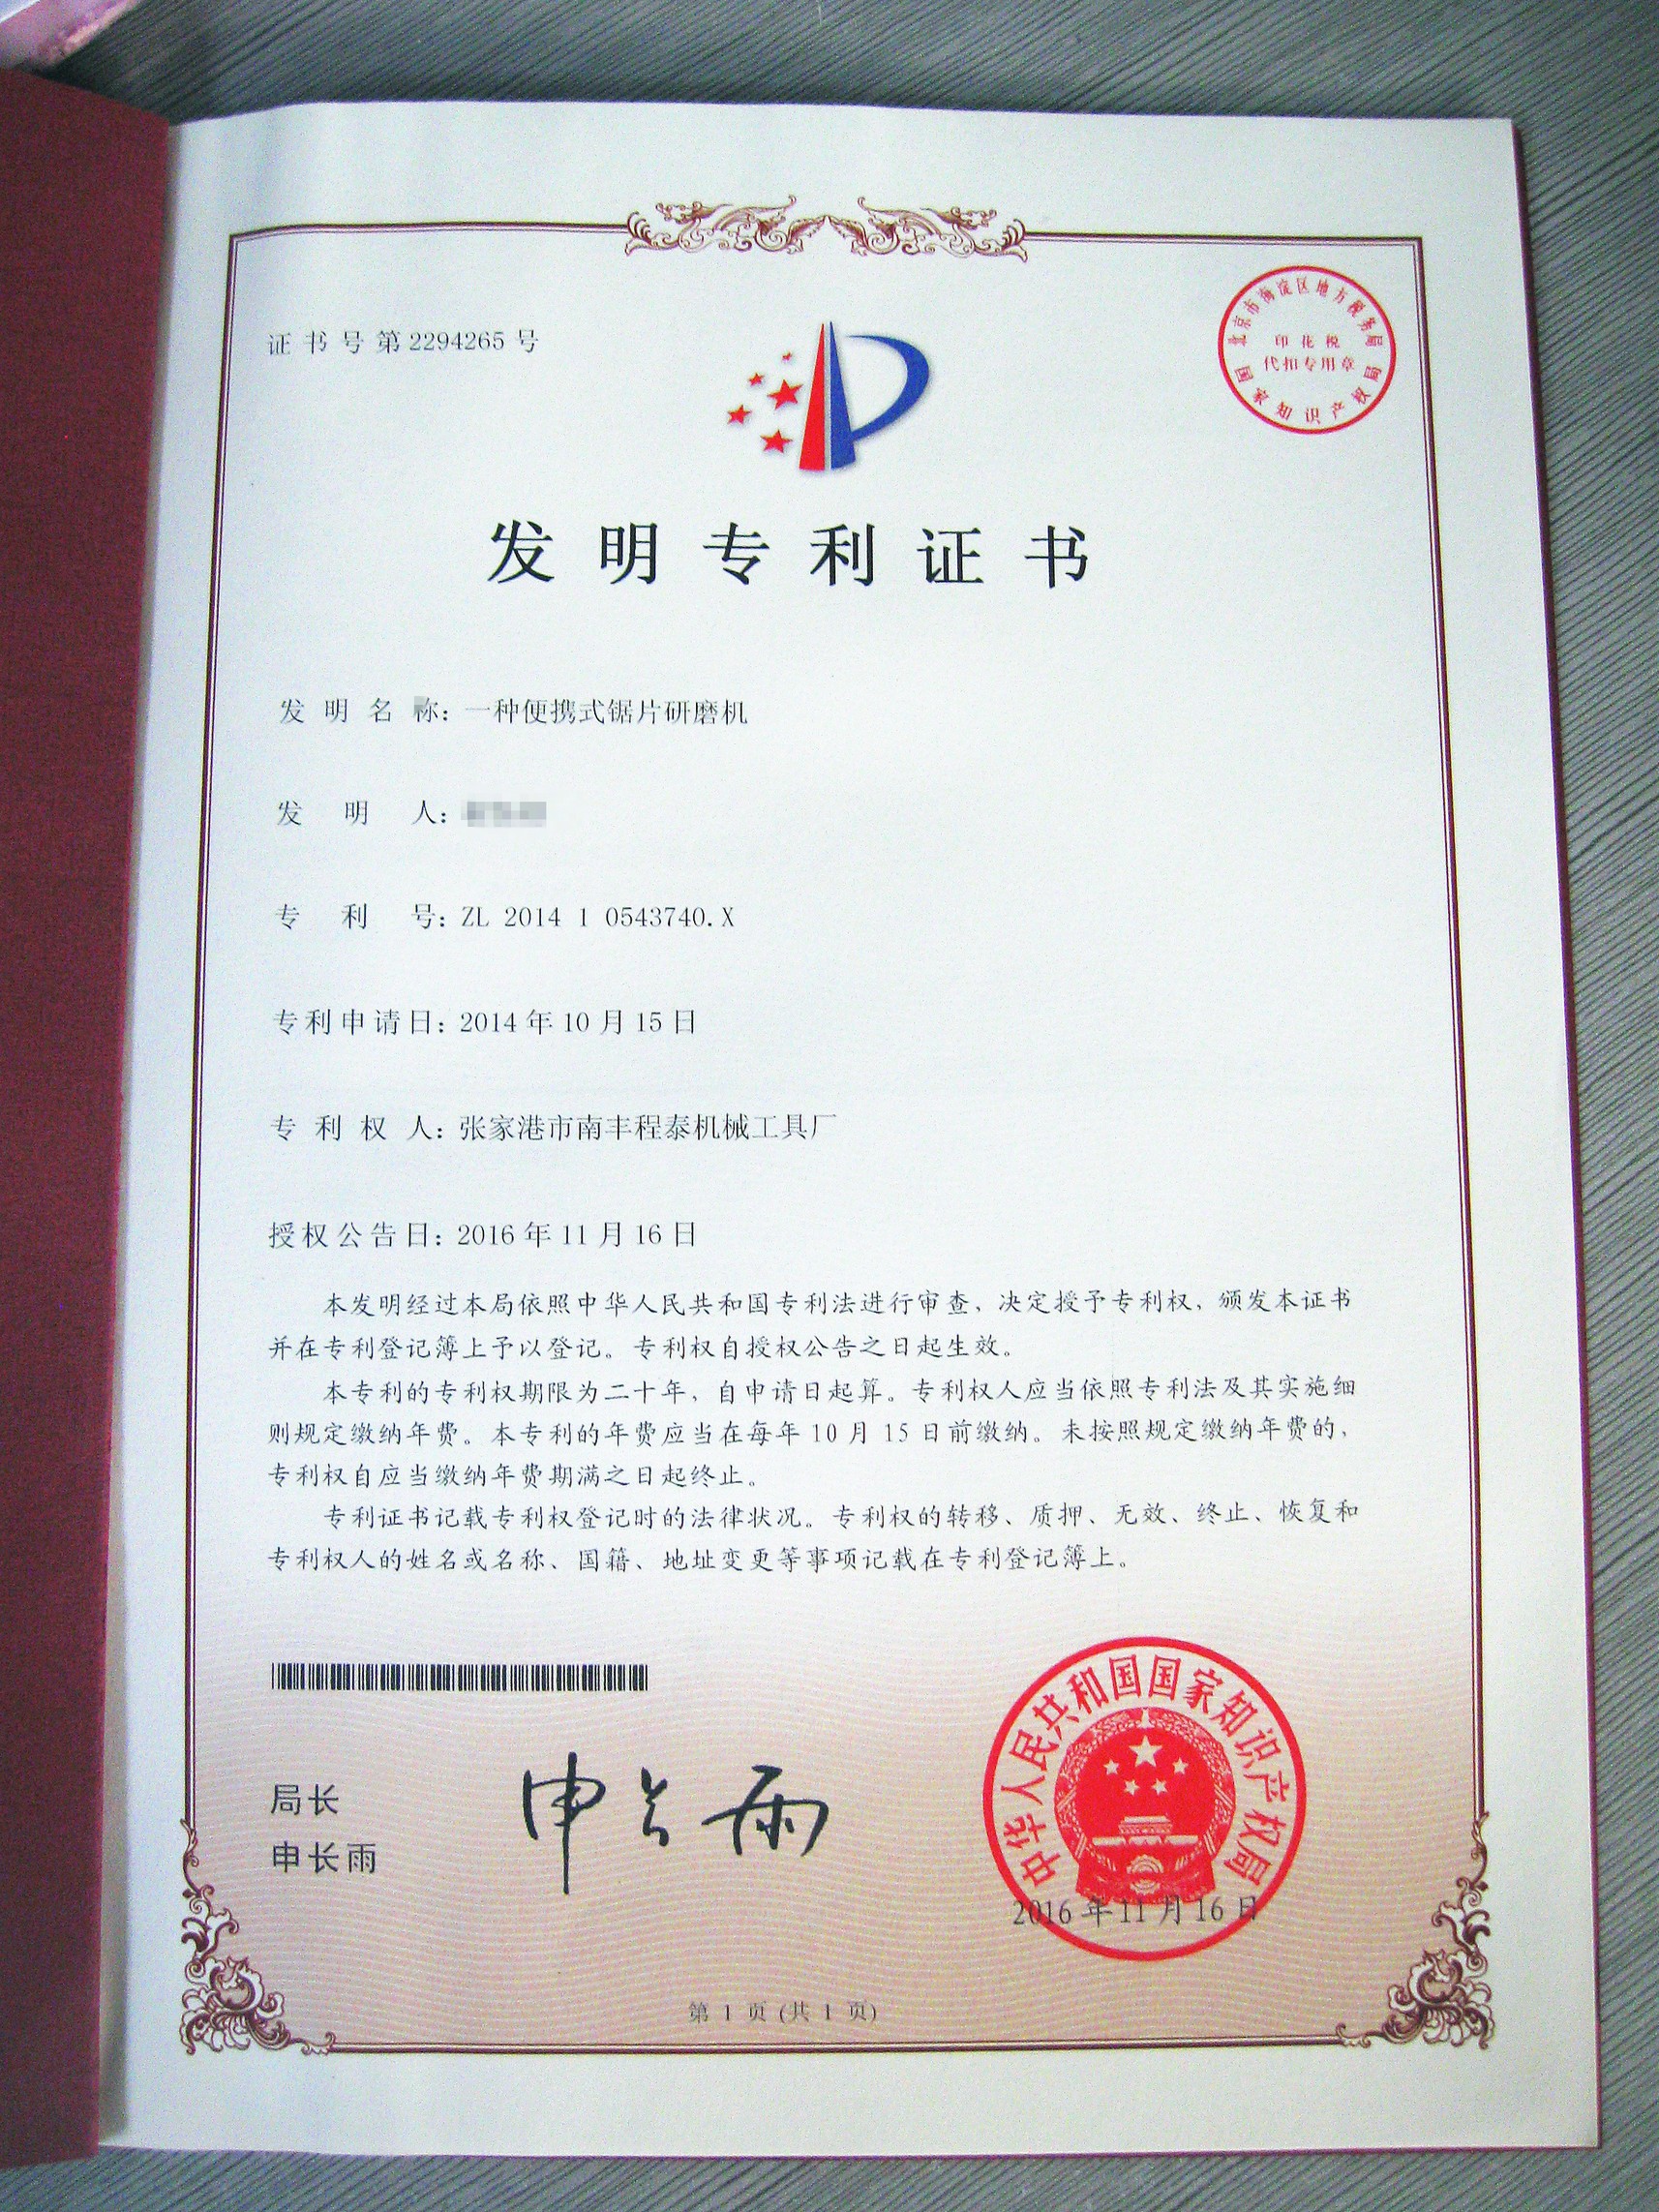 证书号第2294265号
北京市海淀区地方税务局
印花税
代扣专用章
国家知识产权局
发明专利证书
发明名称：一种便携式锯片研磨机
发明人：
专利号：ZL 2014 1 0543740.X
专利申请日：2014年10月15日
专利权人：张家港市南丰程泰机械工具厂
授权公告日：2016年11月16日
本发明经过本局依照中华人民共和国专利法进行审查，决定授予专利权，颁发本证书
并在专利登记簿上予以登记。专利权自授权公告之日起生效。
本专利的专利权期限为二十年，自申请日起算。专利权人应当依照专利法及其实施细
则规定缴纳年费。本专利的年费应当在每年10月15日前缴纳。未按照规定缴纳年费的，
专利权自应当缴纳年费期满之日起终止。
专利证书记载专利权登记时的法律状况。专利权的转移、质押、无效、终止、恢复和
专利权人的姓名或名称、国籍、地址变更等事项记载在专利登记簿上。
局长
申长雨
申长雨
中华人民共和国国家知识产权局
2016年11月16日
第1页(共1页)